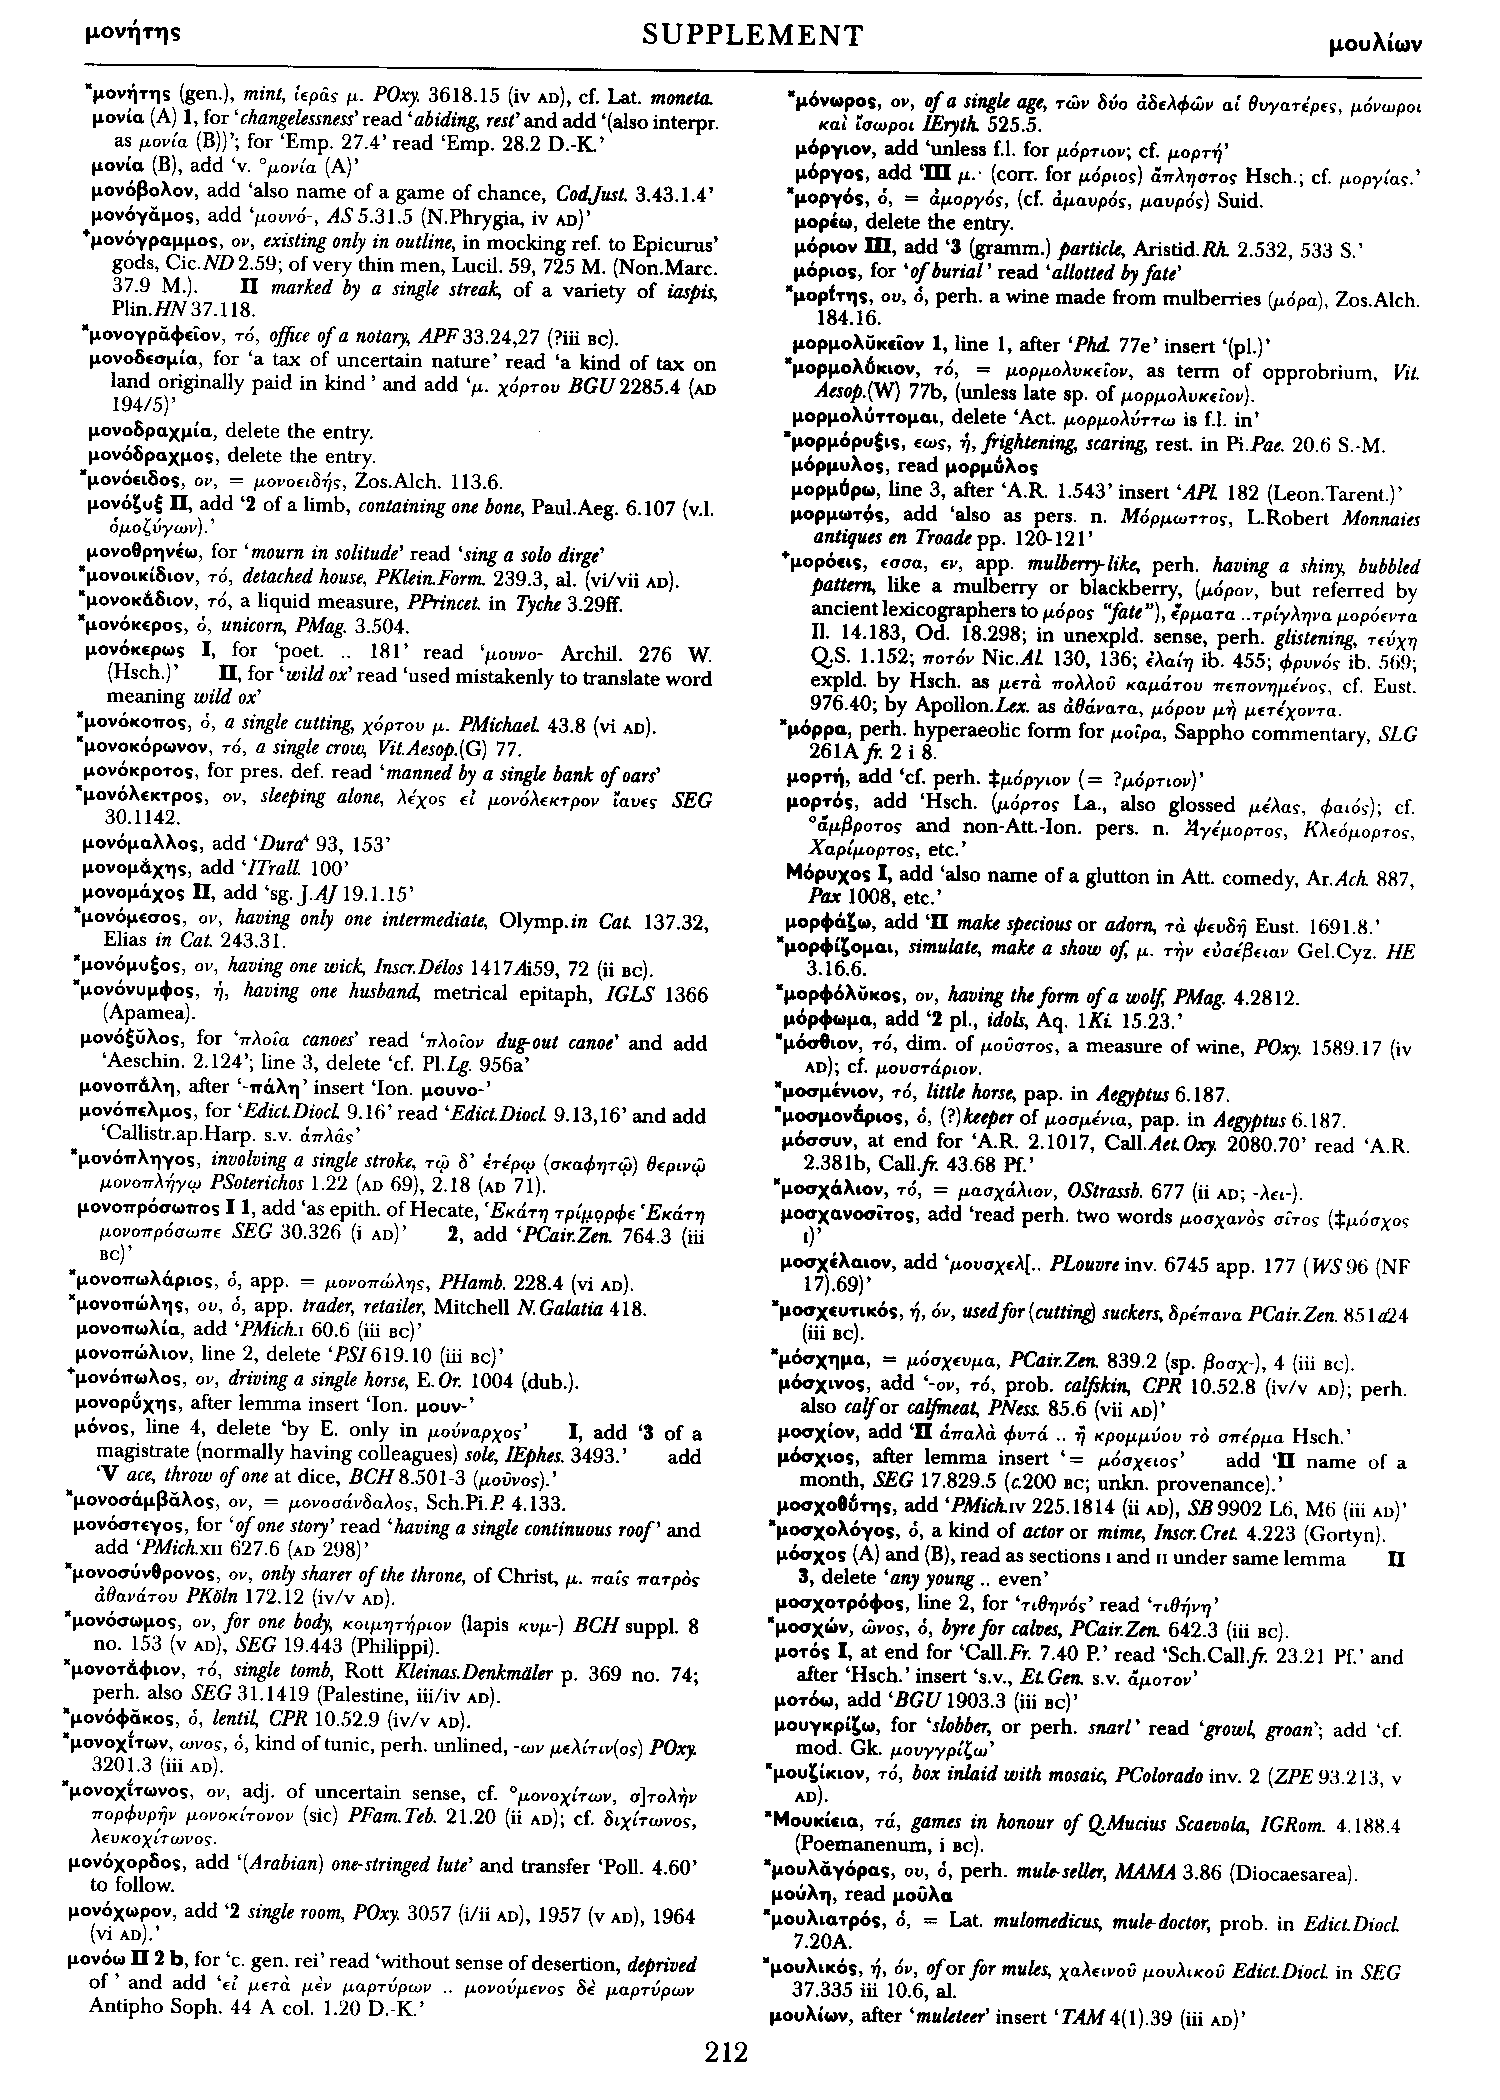 μονήτης
SUPPLEMENT
μουλίων
*μονήτης (gen.), mint, ἱερᾶς μ. POxy. 3618.15 (iv AD), cf. Lat. moneta.
μονία (A) 1, for ‘changelessness’ read ‘abiding, rest’ and add ‘(also interpr.
as μονία (B))’; for ‘Emp. 27.4’ read ‘Emp. 28.2 D.-K.’
μονία (B), add ‘v. °μονία (A)’
μονόβολον, add ‘also name of a game of chance, Cod.Just. 3.43.1.4’
μονόγᾰμος, add ‘μουνό-, AS 5.31.5 (N.Phrygia, iv AD)’
⁺μονόγραμμος, ον, existing only in outline, in mocking ref. to Epicurus’
gods, Cic.ND 2.59; of very thin men, Lucil. 59, 725 M. (Non.Marc.
37.9 M.). II marked by a single streak, of a variety of iaspis,
Plin.HN 37.118.
*μονογρᾰφεῖον, τό, office of a notary, APF 33.24,27 (?iii BC).
μονοδεσμία, for ‘a tax of uncertain nature’ read ‘a kind of tax on
land originally paid in kind ’ and add ‘μ. χόρτου BGU 2285.4 (AD
194/5)’
μονοδραχμία, delete the entry.
μονόδραχμος, delete the entry.
*μονόειδος, ον, = μονοειδής, Zos.Alch. 113.6.
μονόζυξ II, add ‘2 of a limb, containing one bone, Paul.Aeg. 6.107 (v.l.
ὁμοζύγων).’
μονοθρηνέω, for ‘mourn in solitude’ read ‘sing a solo dirge’
*μονοικίδιον, τό, detached house, PKlein.Form. 239.3, al. (vi/vii AD).
*μονοκάδιον, τό, a liquid measure, PPrincet. in Tyche 3.29ff.
*μονόκερος, ὁ, unicorn, PMag. 3.504.
μονόκερως I, for ‘poet. .. 181’ read ‘μουνο- Archil. 276 W.
(Hsch.)’ II, for ‘wild ox’ read ‘used mistakenly to translate word
meaning wild ox’
*μονόκοπος, ὁ, a single cutting, χόρτου μ. PMichael. 43.8 (vi AD).
*μονοκόρωνον, τό, a single crow, Vit.Aesop.(G) 77.
μονόκροτος, for pres. def. read ‘manned by a single bank of oars’
*μονόλεκτρος, ον, sleeping alone, λέχος εἰ μονόλεκτρον ἴαυες SEG
30.1142.
μονόμαλλος, add ‘Dura⁴ 93, 153’
μονομάχης, add ‘ITrall. 100’
μονομάχος II, add ‘sg. J.AJ 19.1.15’
*μονόμεσος, ον, having only one intermediate, Olymp.in Cat. 137.32,
Elias in Cat. 243.31.
*μονόμυξος, ον, having one wick, Inscr.Délos 1417Ai59, 72 (ii BC).
*μονόνυμφος, ἡ, having one husband, metrical epitaph, IGLS 1366
(Apamea).
μονόξῠλος, for ‘πλοῖα canoes’ read ‘πλοῖον dug-out canoe’ and add
‘Aeschin. 2.124’; line 3, delete ‘cf. Pl.Lg. 956a’
μονοπάλη, after ‘-πάλη’ insert ‘Ion. μουνο-’
μονόπελμος, for ‘Edict.Diocl. 9.16’ read ‘Edict.Diocl. 9.13,16’ and add
‘Callistr.ap.Harp. s.v. ἁπλᾶς’
*μονόπληγος, involving a single stroke, τῷ δ’ ἑτέρῳ (σκαφητῷ) θερινῷ
μονοπλήγῳ PSoterichos 1.22 (AD 69), 2.18 (AD 71).
μονοπρόσωπος I 1, add ‘as epith. of Hecate, Ἑκάτη τρίμορφε Ἑκάτη
μονοπρόσωπε SEG 30.326 (i AD)’ 2, add ‘PCair.Zen. 764.3 (iii
BC)’
*μονοπωλάριος, ὁ, app. = μονοπώλης, PHamb. 228.4 (vi AD).
*μονοπώλης, ου, ὁ, app. trader, retailer, Mitchell N.Galatia 418.
μονοπωλία, add ‘PMich.I 60.6 (iii BC)’
μονοπώλιον, line 2, delete ‘PSI 619.10 (iii BC)’
⁺μονόπωλος, ον, driving a single horse, E.Or. 1004 (dub.).
μονορύχης, after lemma insert ‘Ion. μουν-’
μόνος, line 4, delete ‘by E. only in μούναρχος’ I, add ‘3 of a
magistrate (normally having colleagues) sole, IEphes. 3493.’ add
‘V ace, throw of one at dice, BCH 8.501-3 (μοῦνος).’
*μονοσάμβᾰλος, ον, = μονοσάνδαλος, Sch.Pi.P. 4.133.
μονόστεγος, for ‘of one story’ read ‘having a single continuous roof’ and
add ‘PMich.XII 627.6 (AD 298)’
*μονοσύνθρονος, ον, only sharer of the throne, of Christ, μ. παῖς πατρὸς
ἀθανάτου PKöln 172.12 (iv/v AD).
*μονόσωμος, ον, for one body, κοιμητήριον (lapis κυμ-) BCH suppl. 8
no. 153 (v AD), SEG 19.443 (Philippi).
*μονοτάφιον, τό, single tomb, Rott Kleinas.Denkmäler p. 369 no. 74;
perh. also SEG 31.1419 (Palestine, iii/iv AD).
*μονόφᾰκος, ὁ, lentil, CPR 10.52.9 (iv/v AD).
*μονοχίτων, ωνος, ὁ, kind of tunic, perh. unlined, -ων μελίτιν(ος) POxy.
3201.3 (iii AD).
*μονοχίτωνος, ον, adj. of uncertain sense, cf. °μονοχίτων, σ]τολὴν
πορφυρῆν μονοκίτονον (sic) PFam.Teb. 21.20 (ii AD); cf. διχίτωνος,
λευκοχίτωνος.
μονόχορδος, add ‘(Arabian) one-stringed lute’ and transfer ‘Poll. 4.60’
to follow.
μονόχωρον, add ‘2 single room, POxy. 3057 (i/ii AD), 1957 (v AD), 1964
(vi AD).’
μονόω II 2 b, for ‘c. gen. rei’ read ‘without sense of desertion, deprived
of ’ and add ‘εἰ μετὰ μὲν μαρτύρων .. μονούμενος δὲ μαρτύρων
Antipho Soph. 44 A col. 1.20 D.-K.’
*μόνωρος, ον, of a single age, τῶν δύο ἀδελφῶν αἱ θυγατέρες, μόνωροι
καὶ ἴσωροι IEryth. 525.5.
μόργιον, add ‘unless f.l. for μόρτιον; cf. μορτή’
μόργος, add ‘III μ.· (corr. for μόριος) ἄπληστος Hsch.; cf. μοργίας.’
*μοργός, ὁ, = ἀμοργός, (cf. ἀμαυρός, μαυρός) Suid.
μορέω, delete the entry.
μόριον III, add ‘3 (gramm.) particle, Aristid.Rh. 2.532, 533 S.’
μόριος, for ‘of burial’ read ‘allotted by fate’
*μορίτης, ου, ὁ, perh. a wine made from mulberries (μόρα), Zos.Alch.
184.16.
μορμολῠκεῖον 1, line 1, after ‘Phd. 77e’ insert ‘(pl.)’
*μορμολύκιον, τό, = μορμολυκεῖον, as term of opprobrium, Vit.
Aesop.(W) 77b, (unless late sp. of μορμολυκεῖον).
μορμολύττομαι, delete ‘Act. μορμολύττω is f.l. in’
*μορμόρυξις, εως, ἡ, frightening, scaring, rest. in Pi.Pae. 20.6 S.-M.
μόρμυλος, read μορμύλος
μορμύρω, line 3, after ‘A.R. 1.543’ insert ‘APl. 182 (Leon.Tarent.)’
μορμωτός, add ‘also as pers. n. Μόρμωττος, L.Robert Monnaies
antiques en Troade pp. 120-121’
⁺μορόεις, εσσα, εν, app. mulberry-like, perh. having a shiny, bubbled
pattern, like a mulberry or blackberry, (μόρον, but referred by
ancient lexicographers to μόρος “fate”), ἕρματα ..τρίγληνα μορόεντα
Il. 14.183, Od. 18.298; in unexpld. sense, perh. glistening, τεύχη
Q.S. 1.152; ποτόν Nic.Al. 130, 136; ἐλαίη ib. 455; φρυνός ib. 569;
expld. by Hsch. as μετὰ πολλοῦ καμάτου πεπονημένος, cf. Eust.
976.40; by Apollon.Lex. as ἀθάνατα, μόρου μὴ μετέχοντα.
*μόρρα, perh. hyperaeolic form for μοῖρα, Sappho commentary, SLG
261A fr. 2 i 8.
μορτή, add ‘cf. perh. ‡μόργιον (= ?μόρτιον)’
μορτός, add ‘Hsch. (μόρτος La., also glossed μέλας, φαιός); cf.
°ἄμβροτος and non-Att.-Ion. pers. n. Ἀγέμορτος, Κλεόμορτος,
Χαρίμορτος, etc.’
Μόρυχος I, add ‘also name of a glutton in Att. comedy, Ar.Ach. 887,
Pax 1008, etc.’
μορφάζω, add ‘II make specious or adorn, τὰ ψευδῆ Eust. 1691.8.’
*μορφίζομαι, simulate, make a show of, μ. τὴν εὐσέβειαν Gel.Cyz. HE
3.16.6.
*μορφόλῠκος, ον, having the form of a wolf, PMag. 4.2812.
μόρφωμα, add ‘2 pl., idols, Aq. 1Ki. 15.23.’
*μόσθιον, τό, dim. of μοῦστος, a measure of wine, POxy. 1589.17 (iv
AD); cf. μουστάριον.
*μοσμένιον, τό, little horse, pap. in Aegyptus 6.187.
*μοσμονάριος, ὁ, (?)keeper of μοσμένια, pap. in Aegyptus 6.187.
μόσσυν, at end for ‘A.R. 2.1017, Call.Aet.Oxy. 2080.70’ read ‘A.R.
2.381b, Call.fr. 43.68 Pf.’
*μοσχάλιον, τό, = μασχάλιον, OStrassb. 677 (ii AD; -λει-).
μοσχανοσῖτος, add ‘read perh. two words μοσχανὸς σῖτος (‡μόσχος
I)’
μοσχέλαιον, add ‘μουσχελ[.. PLouvre inv. 6745 app. 177 (WS 96 (NF
17).69)’
*μοσχευτικός, ή, όν, used for (cutting) suckers, δρέπανα PCair.Zen. 851a24
(iii BC).
*μόσχημα, = μόσχευμα, PCair.Zen. 839.2 (sp. βοσχ-), 4 (iii BC).
μόσχινος, add ‘-ον, τό, prob. calfskin, CPR 10.52.8 (iv/v AD); perh.
also calf or calfmeat, PNess. 85.6 (vii AD)’
μοσχίον, add ‘II ἁπαλὰ φυτά .. ἢ κρομμύου τὸ σπέρμα Hsch.’
μόσχιος, after lemma insert ‘= μόσχειος’ add ‘II name of a
month, SEG 17.829.5 (c.200 BC; unkn. provenance).’
μοσχοθύτης, add ‘PMich.IV 225.1814 (ii AD), SB 9902 L6, M6 (iii AD)’
*μοσχολόγος, ὁ, a kind of actor or mime, Inscr.Cret. 4.223 (Gortyn).
μόσχος (A) and (B), read as sections I and II under same lemma II
3, delete ‘any young .. even’
μοσχοτρόφος, line 2, for ‘τιθηνός’ read ‘τιθήνη’
*μοσχών, ῶνος, ὁ, byre for calves, PCair.Zen. 642.3 (iii BC).
μοτός I, at end for ‘Call.Fr. 7.40 P.’ read ‘Sch.Call.fr. 23.21 Pf.’ and
after ‘Hsch.’ insert ‘s.v., Et.Gen. s.v. ἄμοτον’
μοτόω, add ‘BGU 1903.3 (iii BC)’
μουγκρίζω, for ‘slobber, or perh. snarl’ read ‘growl, groan’; add ‘cf.
mod. Gk. μουγγρίζω’
*μουζίκιον, τό, box inlaid with mosaic, PColorado inv. 2 (ZPE 93.213, v
AD).
*Μουκίεια, τά, games in honour of Q.Mucius Scaevola, IGRom. 4.188.4
(Poemanenum, i BC).
*μουλᾰγόρας, ου, ὁ, perh. mule-seller, MAMA 3.86 (Diocaesarea).
μούλη, read μοῦλα
*μουλιατρός, ὁ, = Lat. mulomedicus, mule-doctor, prob. in Edict.Diocl.
7.20A.
*μουλικός, ή, όν, of or for mules, χαλεινοῦ μουλικοῦ Edict.Diocl. in SEG
37.335 iii 10.6, al.
μουλίων, after ‘muleteer’ insert ‘TAM 4(1).39 (iii AD)’
212